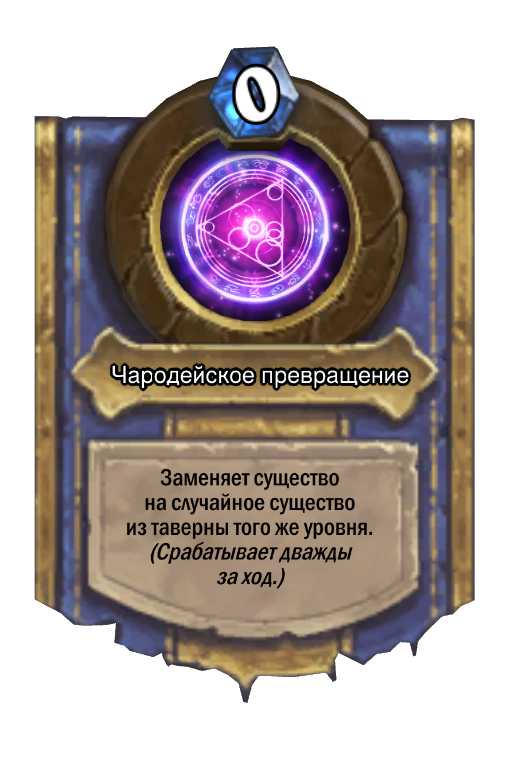 0
Чародейское превращение
Заменяет существо
на случайное существо
из таверны того же уровня.
(Срабатывает дважды
за ход.)